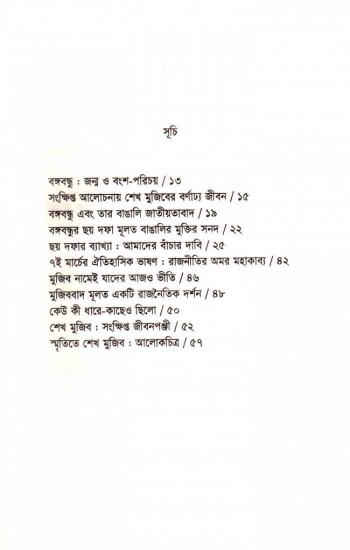 সূচি
বঙ্গবন্ধু : জন্ম ও বংশ-পরিচয় / ১৩
সংক্ষিপ্ত আলোচনায় শেখ মুজিবের বর্ণাঢ্য জীবন / ১৫
বঙ্গবন্ধু এবং তার বাঙালি জাতীয়তাবাদ / ১৯
বঙ্গবন্ধুর ছয় দফা মূলত বাঙালির মুক্তির সনদ / ২২
ছয় দফার ব্যাখ্যা : আমাদের বাঁচার দাবি / ২৫
৭ই মার্চের ঐতিহাসিক ভাষণ : রাজনীতির অমর মহাকাব্য / ৪২
মুজিব নামেই যাদের আজও ভীতি / ৪৬
মুজিববাদ মূলত একটি রাজনৈতিক দর্শন / ৪৮
কেউ কী ধারে-কাছেও ছিলো / ৫০
শেখ মুজিব : সংক্ষিপ্ত জীবনপঞ্জী / ৫২
স্মৃতিতে শেখ মুজিব : আলোকচিত্র / ৫৭